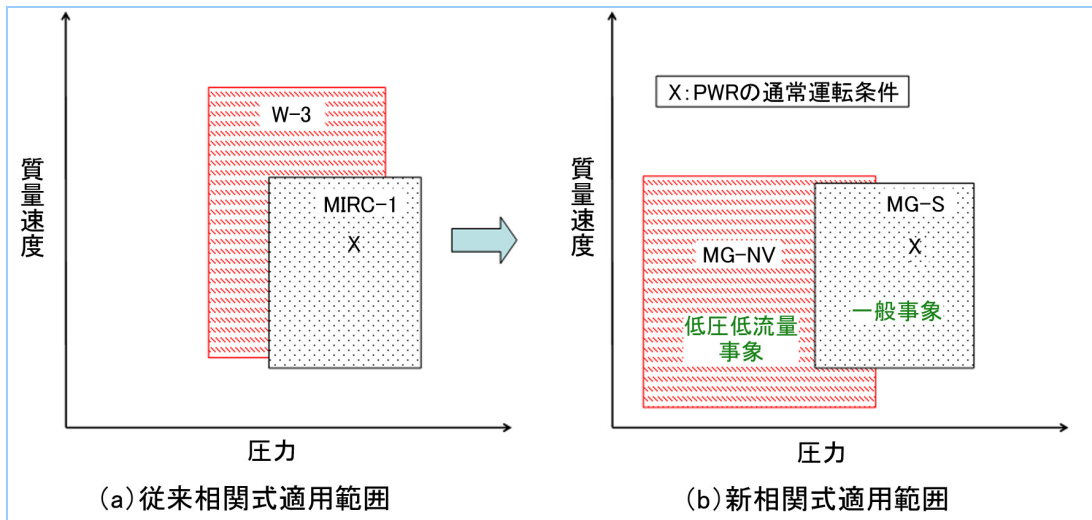 質量速度
W-3
MIRC-1
X
圧力
(a)従来相関式適用範囲
X:PWRの通常運転条件
質量速度
MG-S
X
MG-NV
一般事象
低圧低流量
事象
圧力
(b)新相関式適用範囲